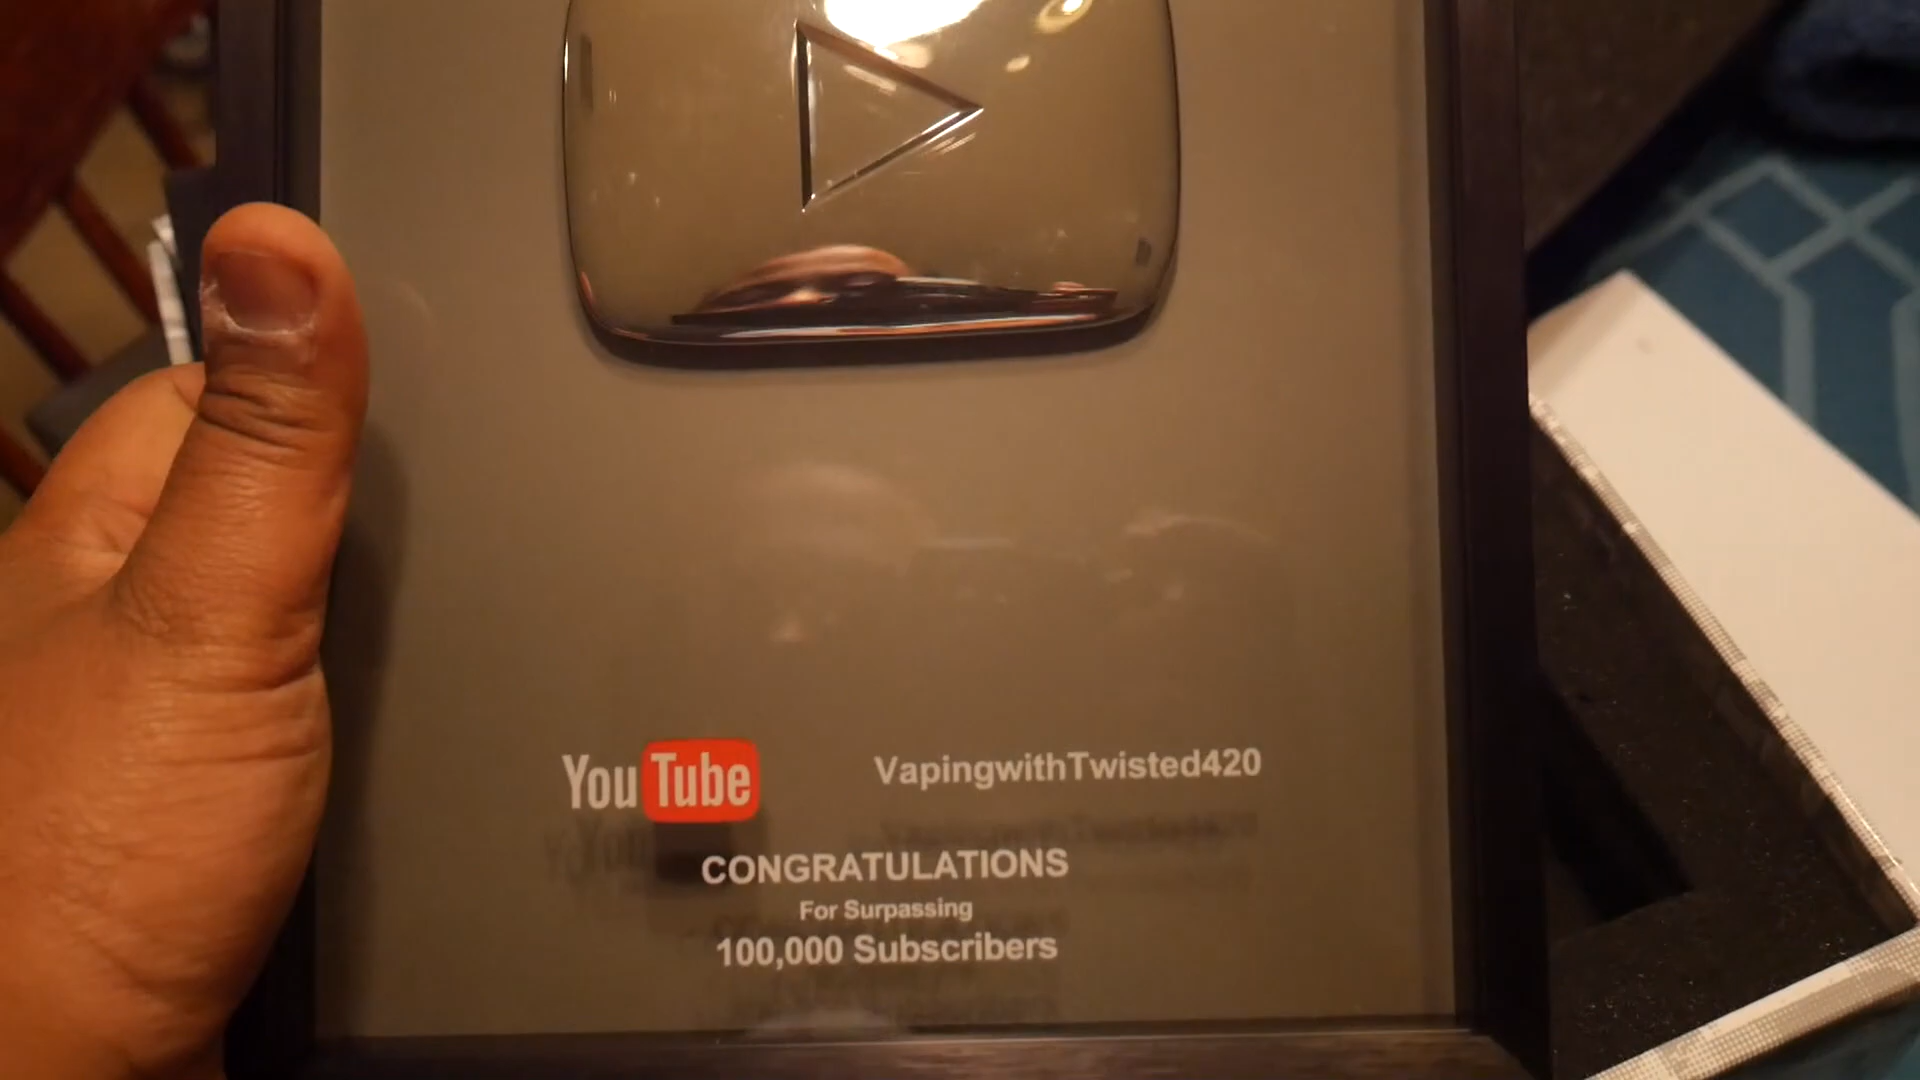 YouTube VapingwithTwisted420
CONGRATULATIONS
For Surpassing
100,000 Subscribers